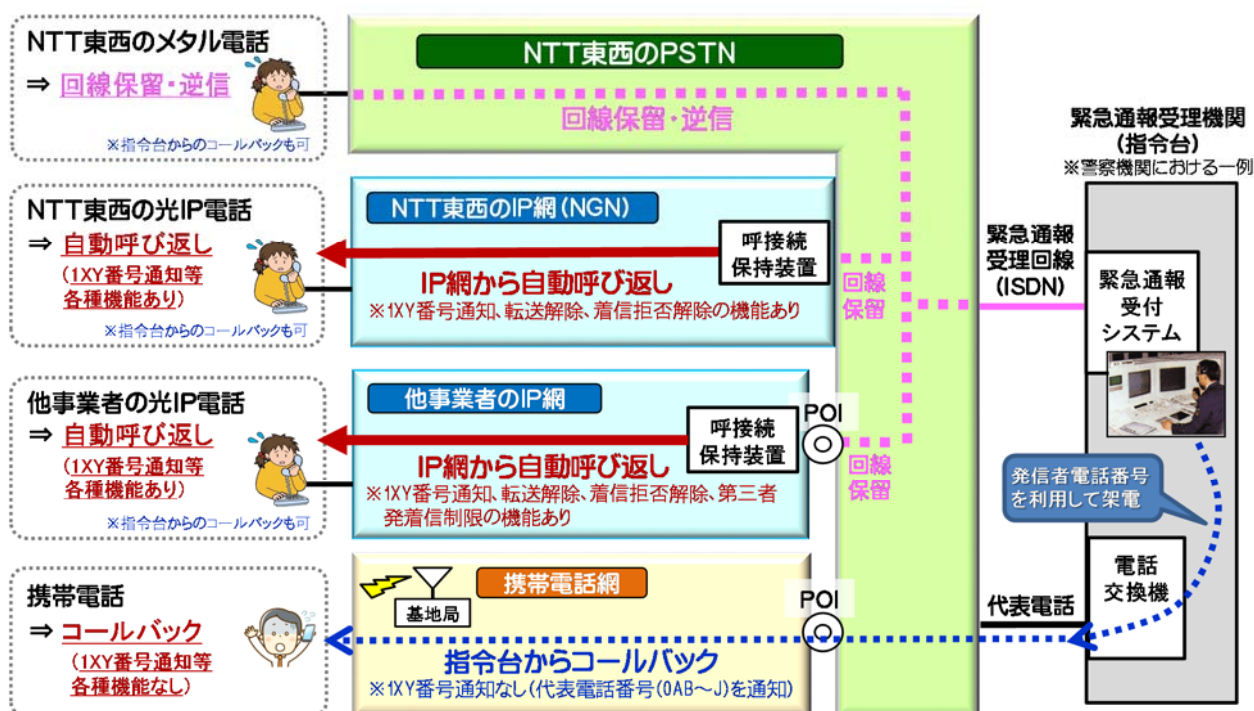 NTT東西のメタル電話
⇒ 回線保留・逆信
※指令台からのコールバックも可
NTT東西のPSTN
回線保留・逆信
緊急通報受理機関
(指令台)
※警察機関における一例
NTT東西の光IP電話
⇒ 自動呼び返し
(1XY番号通知等
各種機能あり)
※指令台からのコールバックも可
NTT東西のIP網(NGN)
呼接続
保持装置
IP網から自動呼び返し
※1XY番号通知、転送解除、着信拒否解除の機能あり
回線
保留
緊急通報
受理回線
(ISDN)
緊急通報
受付
システム
他事業者の光IP電話
⇒ 自動呼び返し
(1XY番号通知等
各種機能あり)
※指令台からのコールバックも可
他事業者のIP網
呼接続
保持装置
POI
IP網から自動呼び返し
※1XY番号通知、転送解除、着信拒否解除、第三者
発着信制限の機能あり
回線
保留
発信者電話番号
を利用して架電
携帯電話
⇒ コールバック
(1XY番号通知等
各種機能なし)
基地局
携帯電話網
POI
指令台からコールバック
※1XY番号通知なし(代表電話番号(0AB～J)を通知)
代表電話
電話
交換機